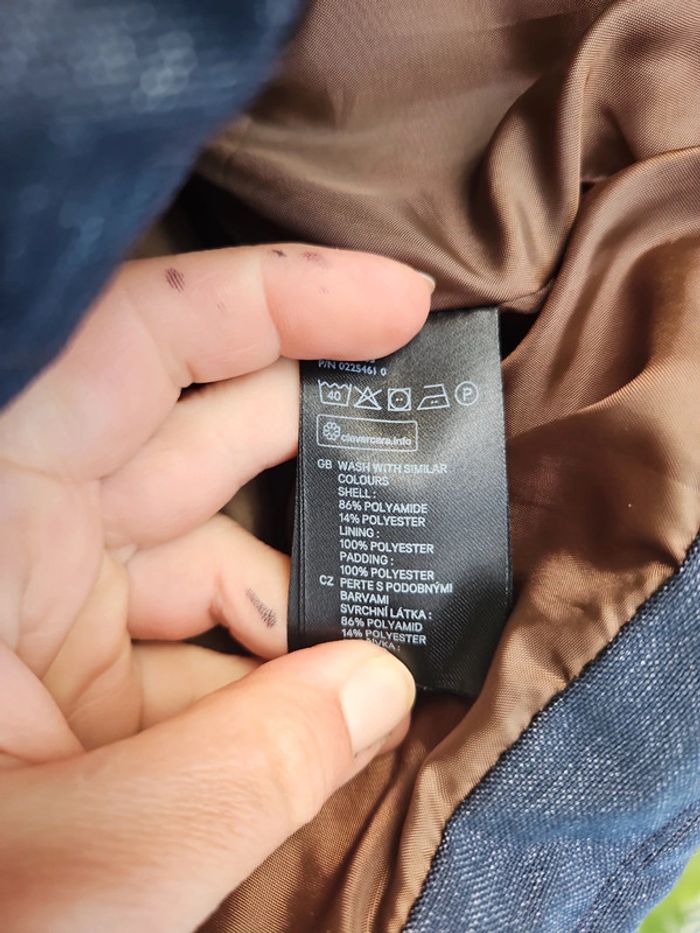 P/N 0225461 0
40 P
clevercare.info
GB WASH WITH SIMILAR
COLOURS
SHELL :
86% POLYAMIDE
14% POLYESTER
LINING :
100% POLYESTER
PADDING :
100% POLYESTER
CZ PERTE S PODOBNÝMI
BARVAMI
SVRCHNÍ LÁTKA :
86% POLYAMID
14% POLYESTER